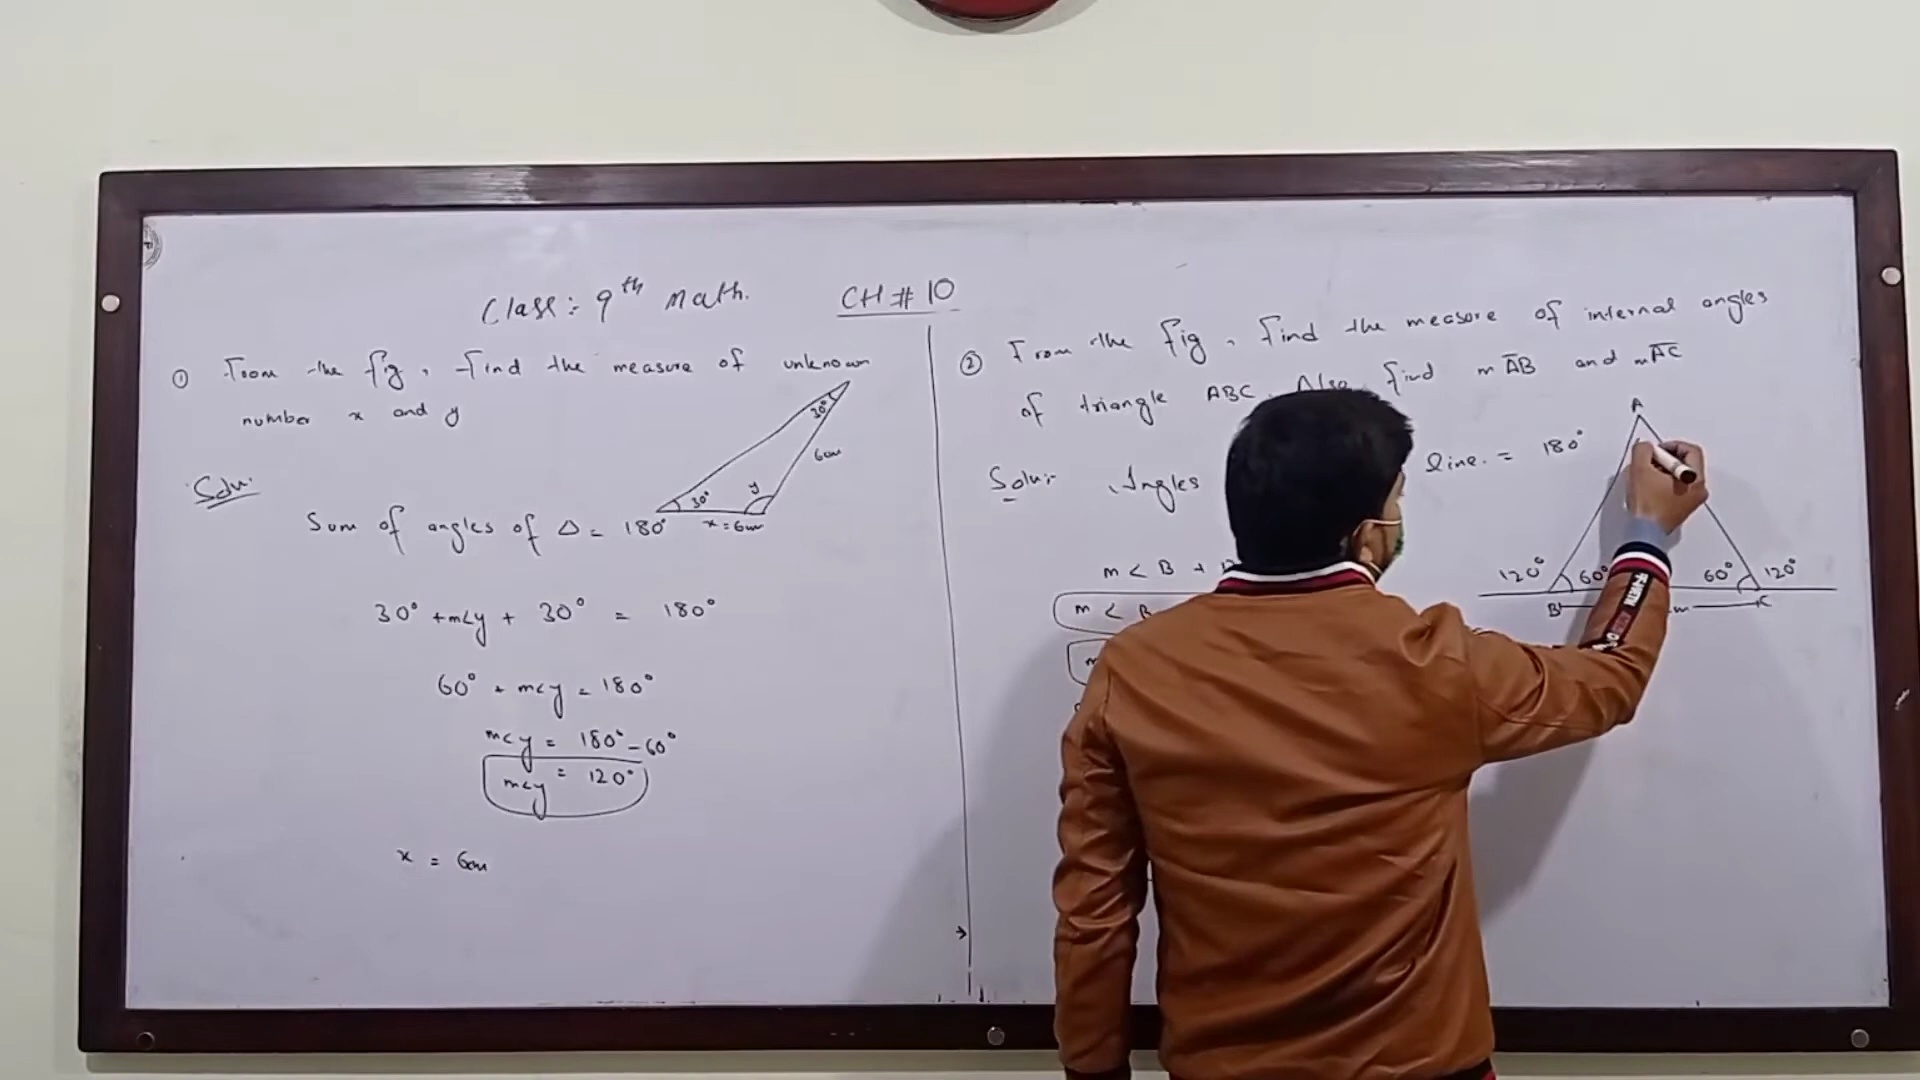 Class: 9th Math.
CH # 10
① From the fig, find the measure of unknown
number x and y
30°
6cm
30°
y
x = 6cm
Soln:
Sum of angles of Δ = 180°
30° + m<y + 30° = 180°
60° + m<y = 180°
m<y = 180° - 60°
m<y = 120°
x = 6cm
② From the fig, find the measure of internal angles
of triangle ABC. Also find mAB and mAC
Soln:- Angles line. = 180°
A
120° 60° 60° 120°
B C
m < B + 
m < B